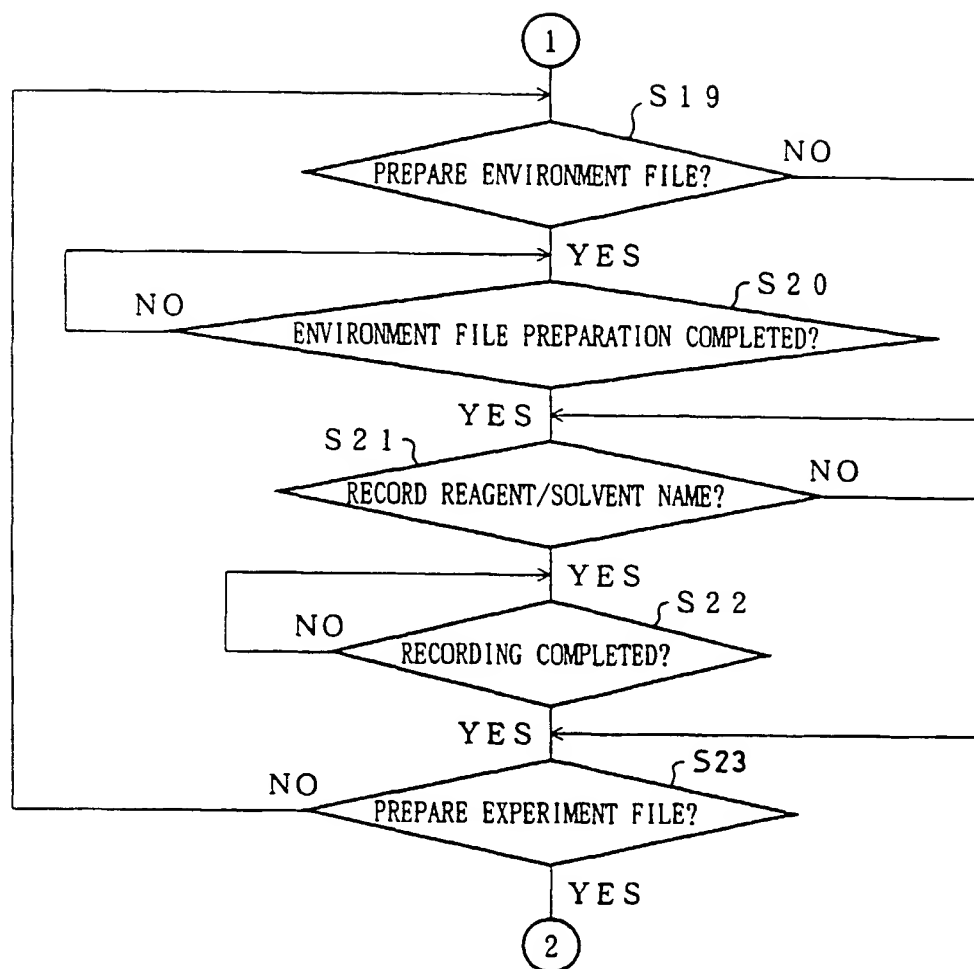 1
S19
PREPARE ENVIRONMENT FILE?
NO
YES
S20
NO
ENVIRONMENT FILE PREPARATION COMPLETED?
YES
S21
NO
RECORD REAGENT/SOLVENT NAME?
YES
S22
NO
RECORDING COMPLETED?
YES
S23
NO
PREPARE EXPERIMENT FILE?
YES
2